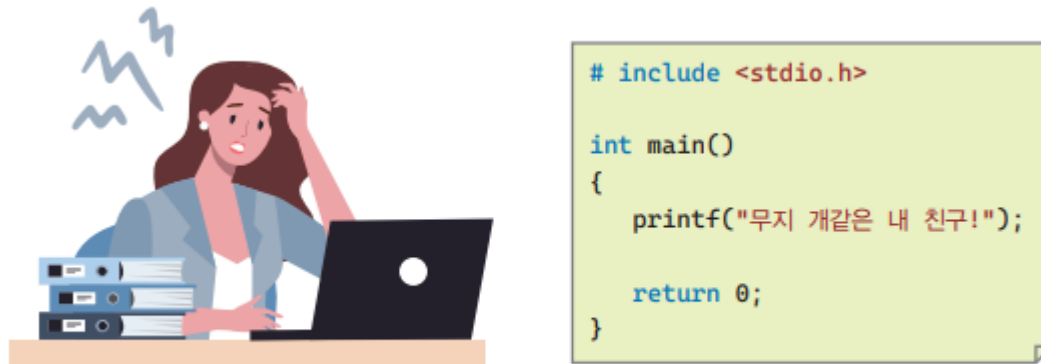 # include <stdio.h>
int main()
{
printf("무지 개같은 내 친구!");
return 0;
}